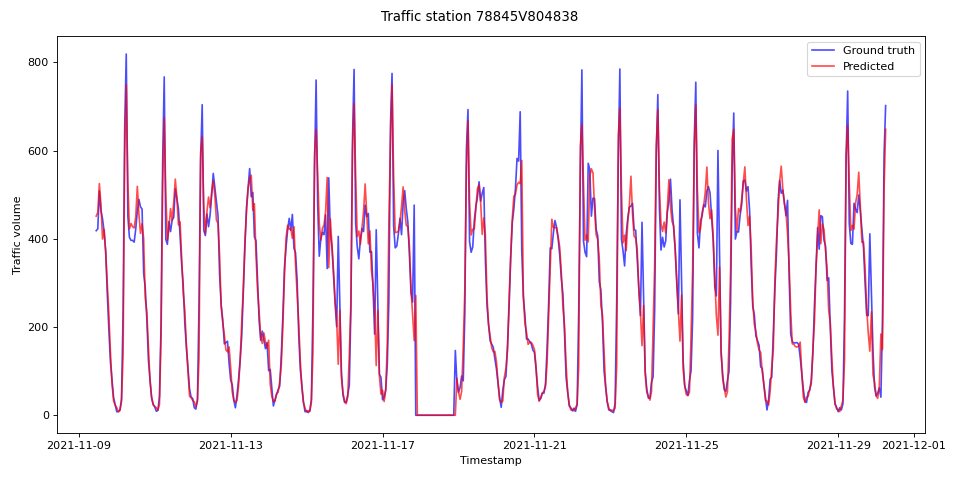 Traffic station 78845V804838
Ground truth
Predicted
800
600
400
200
0
Traffic volume
2021-11-09
2021-11-13
2021-11-17
2021-11-21
2021-11-25
2021-11-29
2021-12-01
Timestamp